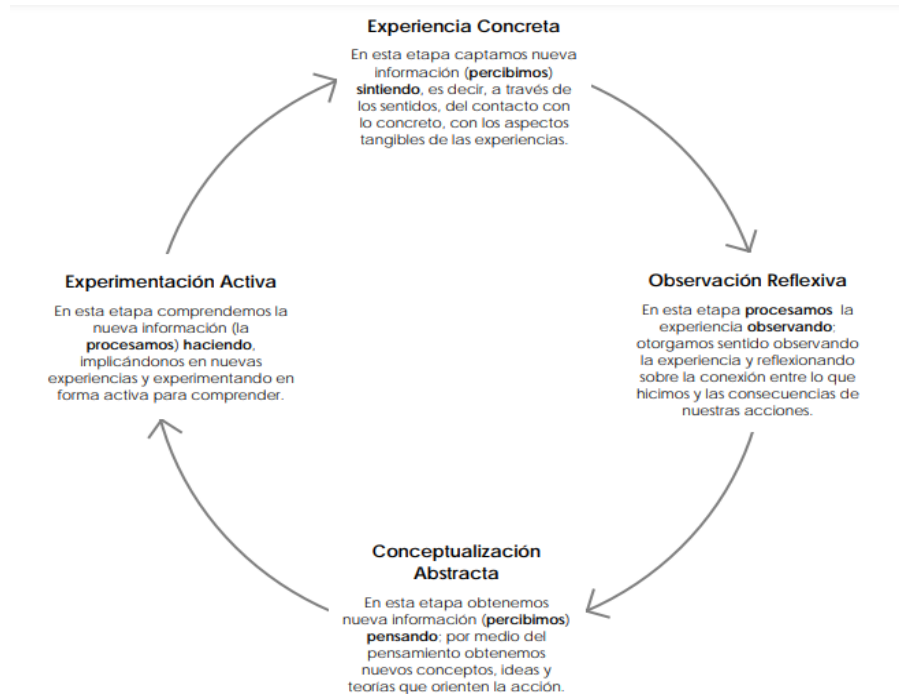 Experiencia Concreta
En esta etapa captamos nueva
información (percibimos)
sintiendo, es decir, a través de
los sentidos, del contacto con
lo concreto, con los aspectos
tangibles de las experiencias.
Observación Reflexiva
En esta etapa procesamos la
experiencia observando;
otorgamos sentido observando
la experiencia y reflexionando
sobre la conexión entre lo que
hicimos y las consecuencias de
nuestras acciones.
Conceptualización
Abstracta
En esta etapa obtenemos
nueva información (percibimos)
pensando; por medio del
pensamiento obtenemos
nuevos conceptos, ideas y
teorías que orienten la acción.
Experimentación Activa
En esta etapa comprendemos la
nueva información (la
procesamos) haciendo,
implicándonos en nuevas
experiencias y experimentando en
forma activa para comprender.